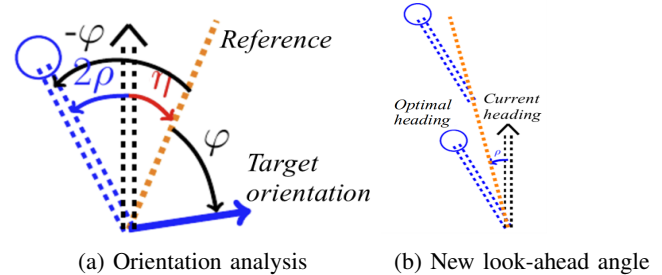 -φ
Reference
2ρ
η
φ
Target
orientation
(a) Orientation analysis
Optimal
heading
Current
heading
ρ
(b) New look-ahead angle